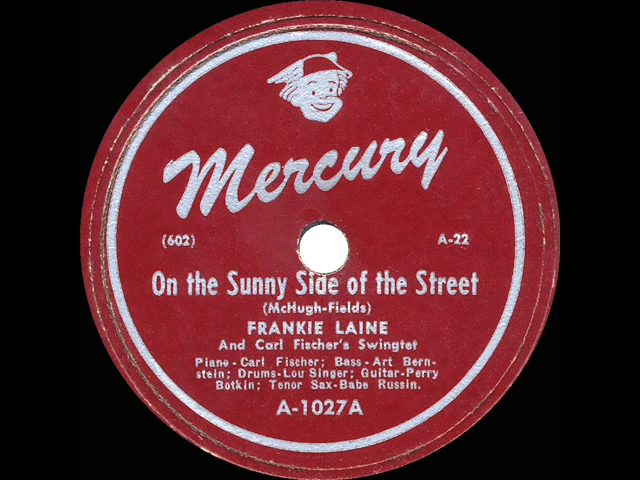 Mercury
(602) A-22
On the Sunny Side of the Street
(McHugh-Fields)
FRANKIE LAINE
And Carl Fischer's Swingtet
Piano-Carl Fischer; Bass-Art Bern-
stein; Drums-Lou Singer; Guitar-Perry
Botkin; Tenor Sax-Babe Russin.
A-1027A